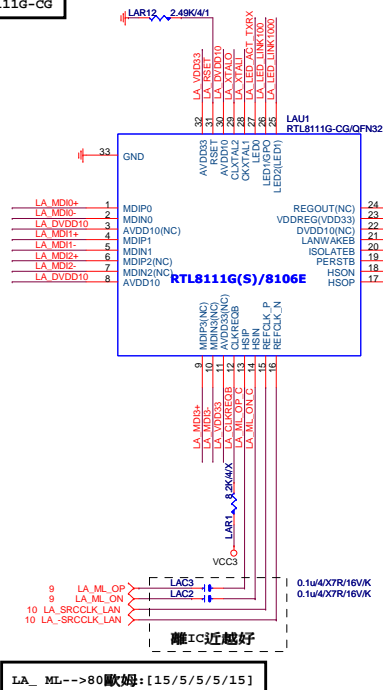 111G-CG
LAR12 2.49K/4/1
LA_VDD33
LA_RSET
LA_DVDD10
LA_XTALO
LA_XTALI
LA_LED_ACT_TXRX
LA_LED_LINK100
LA_LED_LINK1000
32 31 30 29 28 27 26 25
LAU1
RTL8111G-CG/QFN32
AVDD33
RSET
AVDD10
CLXTAL2
CKXTAL1
LED0
LED1/GPO
LED2(LED1)
33 GND
LA_MDI0+ 1 MDIP0
LA_MDI0- 2 MDIN0
LA_DVDD10 3 AVDD10(NC)
LA_MDI1+ 4 MDIP1
LA_MDI1- 5 MDIN1
LA_MDI2+ 6 MDIP2(NC)
LA_MDI2- 7 MDIN2(NC)
LA_DVDD10 8 AVDD10
REGOUT(NC) 24
VDDREG(VDD33) 23
DVDD10(NC) 22
LANWAKEB 21
ISOLATEB 20
PERSTB 19
HSON 18
HSOP 17
RTL8111G(S)/8106E
MDIP3(NC)
MDIN3(NC)
AVDD33(NC)
CLKREQB
HSIP
HSIN
REFCLK_P
REFCLK_N
9 10 11 12 13 14 15 16
LA_MDI3+
LA_MDI3-
LA_VDD33
LA_CLKREQB
LA_ML_OP_C
LA_ML_ON_C
LAR1 8.2K/4/X
VCC3
9 LA_ML_OP LAC3 0.1u/4/X7R/16V/K
9 LA_ML_ON LAC2 0.1u/4/X7R/16V/K
10 LA_SRCCLK_LAN
10 LA_-SRCCLK_LAN
離IC近越好
LA_ ML-->80歐姆:[15/5/5/5/15]